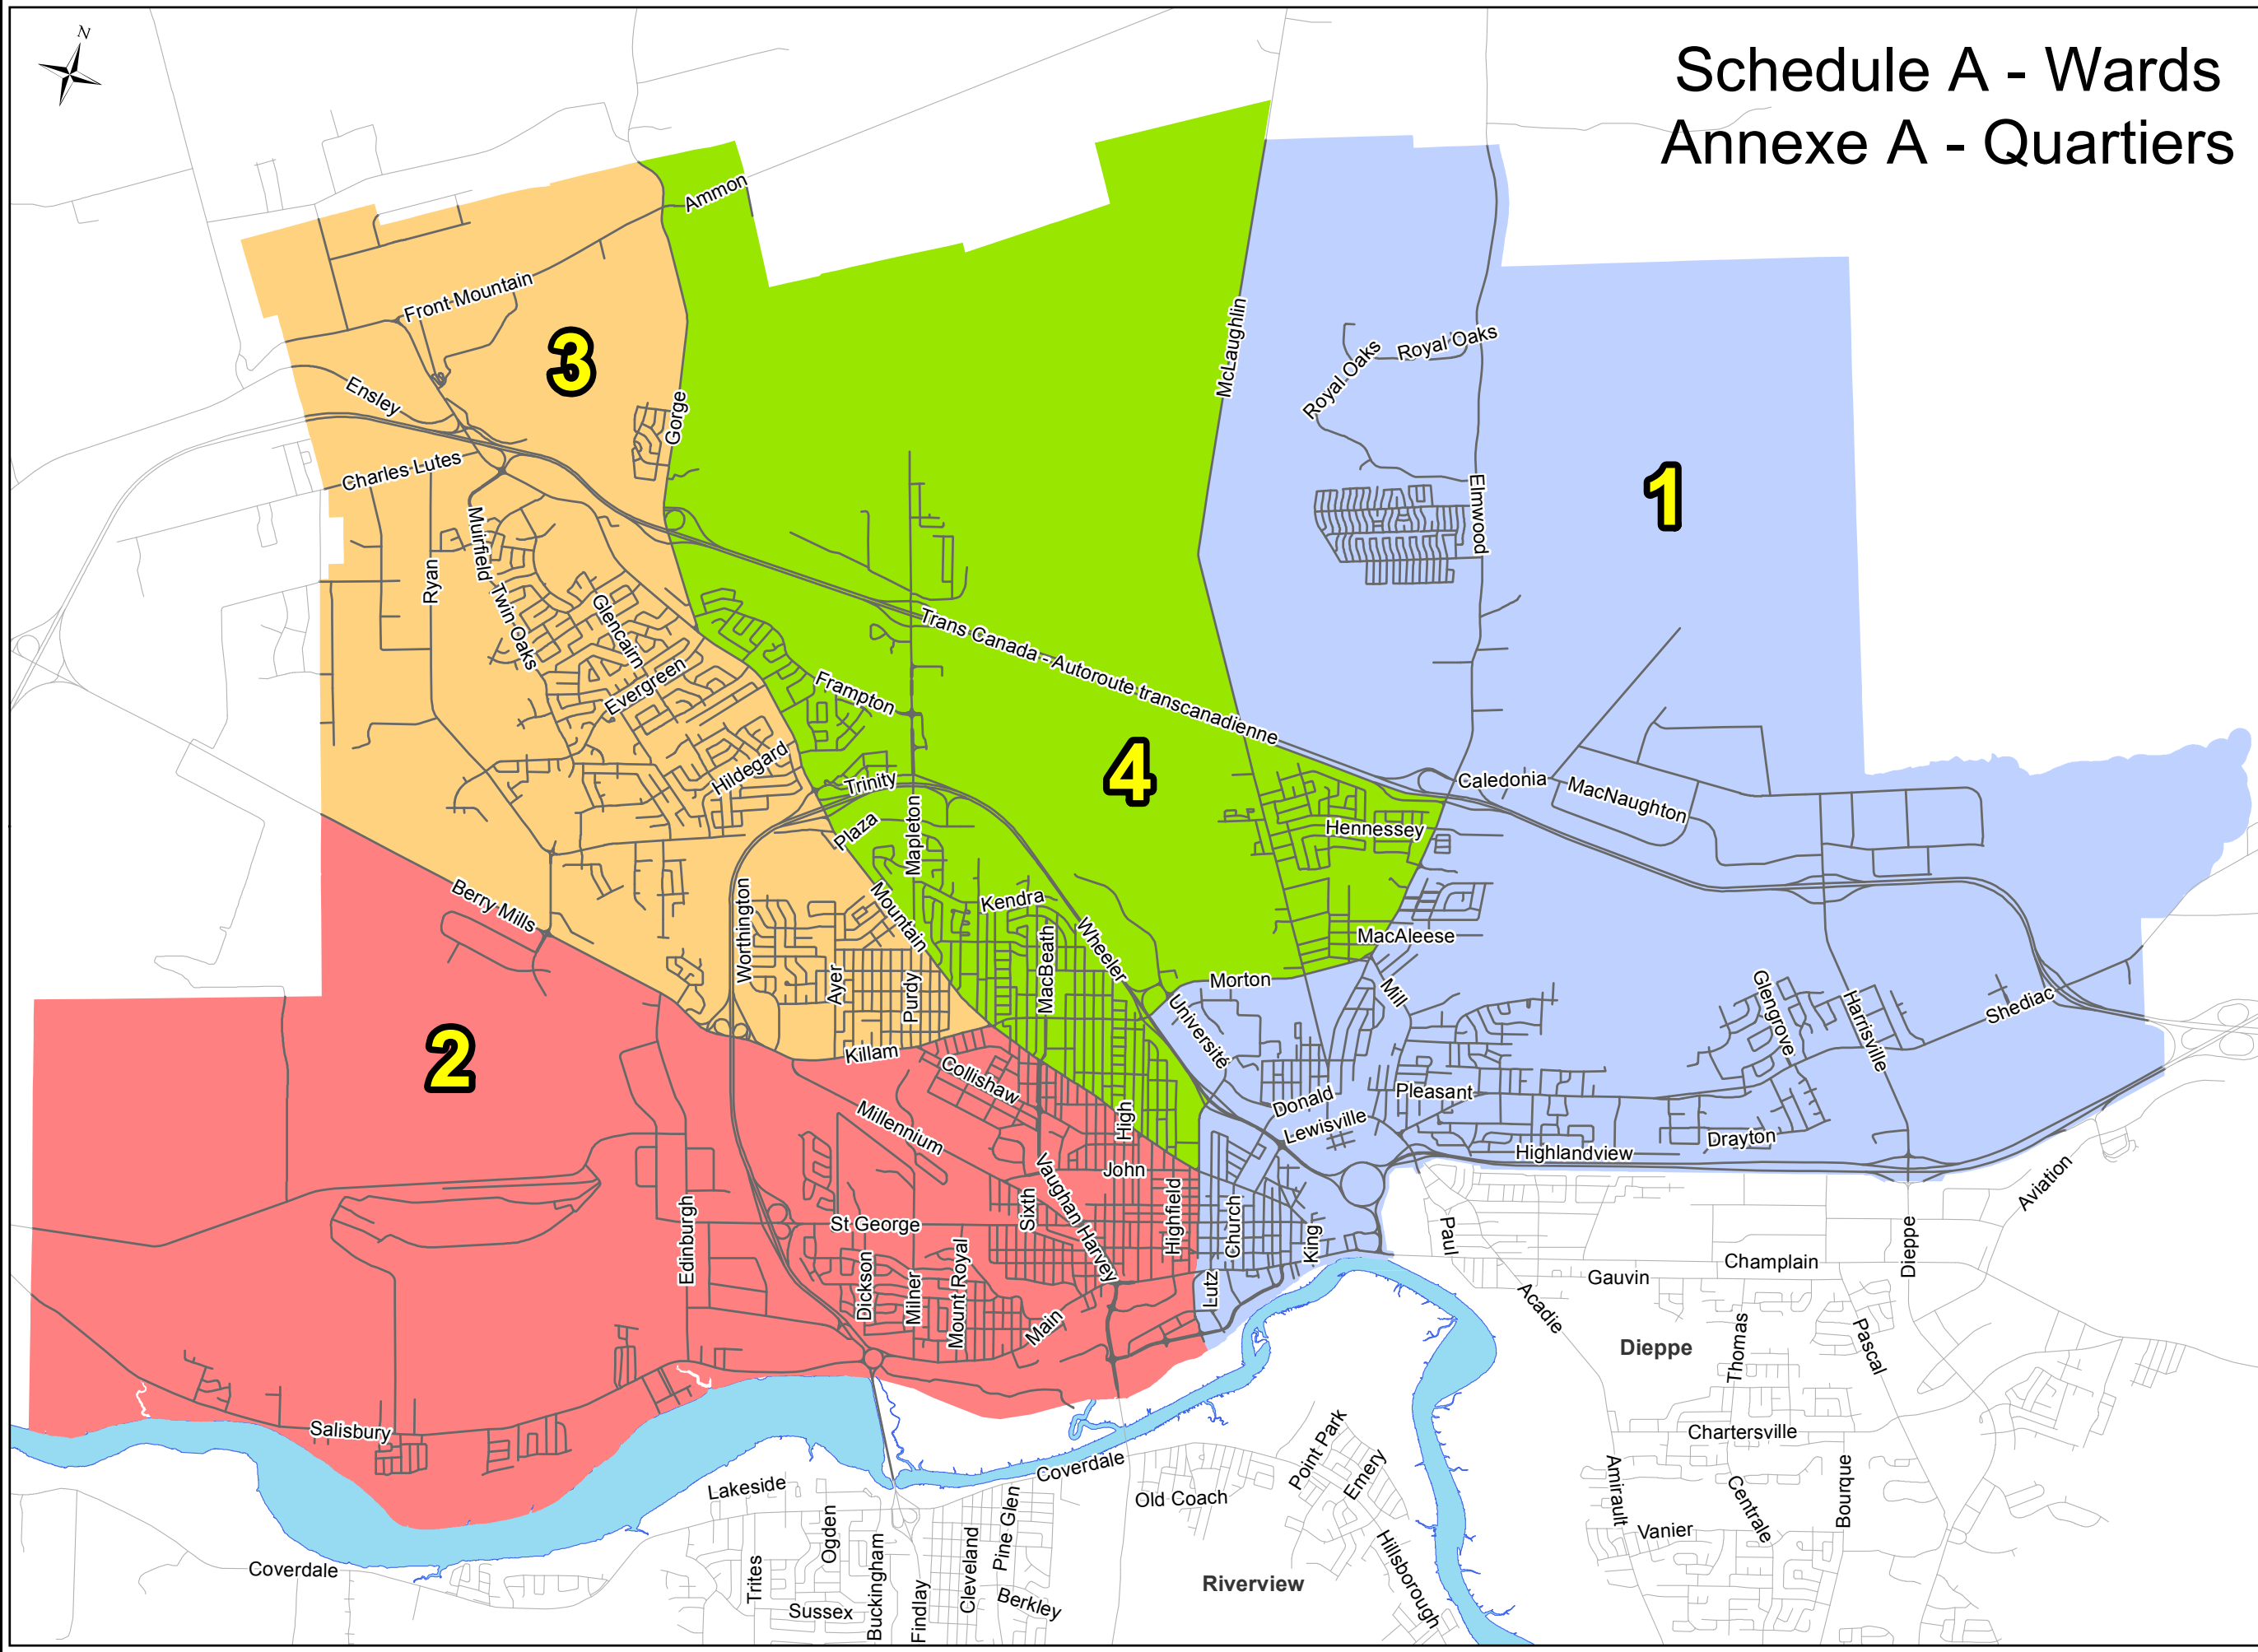 N
Schedule A - Wards
Annexe A - Quartiers
Ammon
Front Mountain
3
McLaughlin
Royal Oaks
Royal Oaks
Ensley
Gorge
Charles Lutes
1
Elmwood
Muirfield
Ryan
Twin Oaks
Glencairn
Evergreen
Trans Canada - Autoroute transcanadienne
Frampton
4
Hildegard
Trinity
Caledonia
MacNaughton
Plaza
Mapleton
Hennessey
Berry Mills
Worthington
Mountain
Kendra
Wheeler
MacBeath
MacAleese
Ayer
Purdy
Morton
Mill
Université
Glengrove
Harrisville
Shediac
2
Killam
Collishaw
Millennium
High
Donald
Pleasant
Lewisville
Drayton
Highlandview
John
Vaughan Harvey
Sixth
Highfield
Church
King
Edinburgh
St George
Aviation
Paul
Dieppe
Champlain
Gauvin
Dickson
Milner
Mount Royal
Main
Lutz
Acadie
Dieppe
Thomas
Pascal
Salisbury
Chartersville
Point Park
Emery
Coverdale
Lakeside
Old Coach
Amirault
Centrale
Bourque
Vanier
Ogden
Pine Glen
Cleveland
Buckingham
Coverdale
Trites
Findlay
Hillsborough
Riverview
Sussex
Berkley